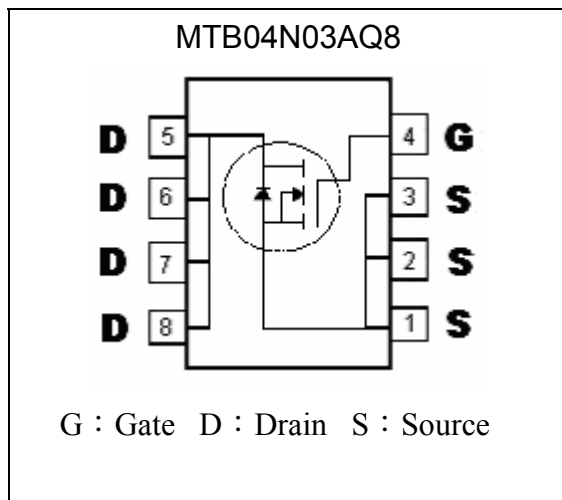 MTB04N03AQ8
D 5 4 G
D 6 3 S
D 7 2 S
D 8 1 S
G：Gate D：Drain S：Source